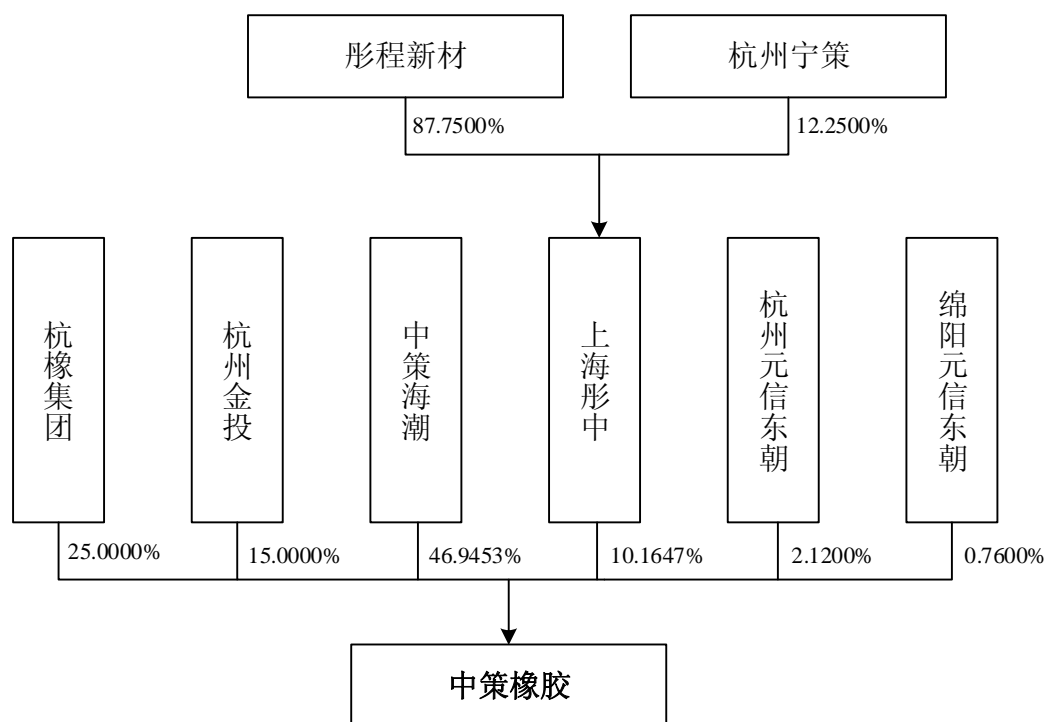 彤程新材
杭州宁策
87.7500%
12.2500%
杭橡集团
杭州金投
中策海潮
上海彤中
杭州元信东朝
绵阳元信东朝
25.0000%
15.0000%
46.9453%
10.1647%
2.1200%
0.7600%
中策橡胶